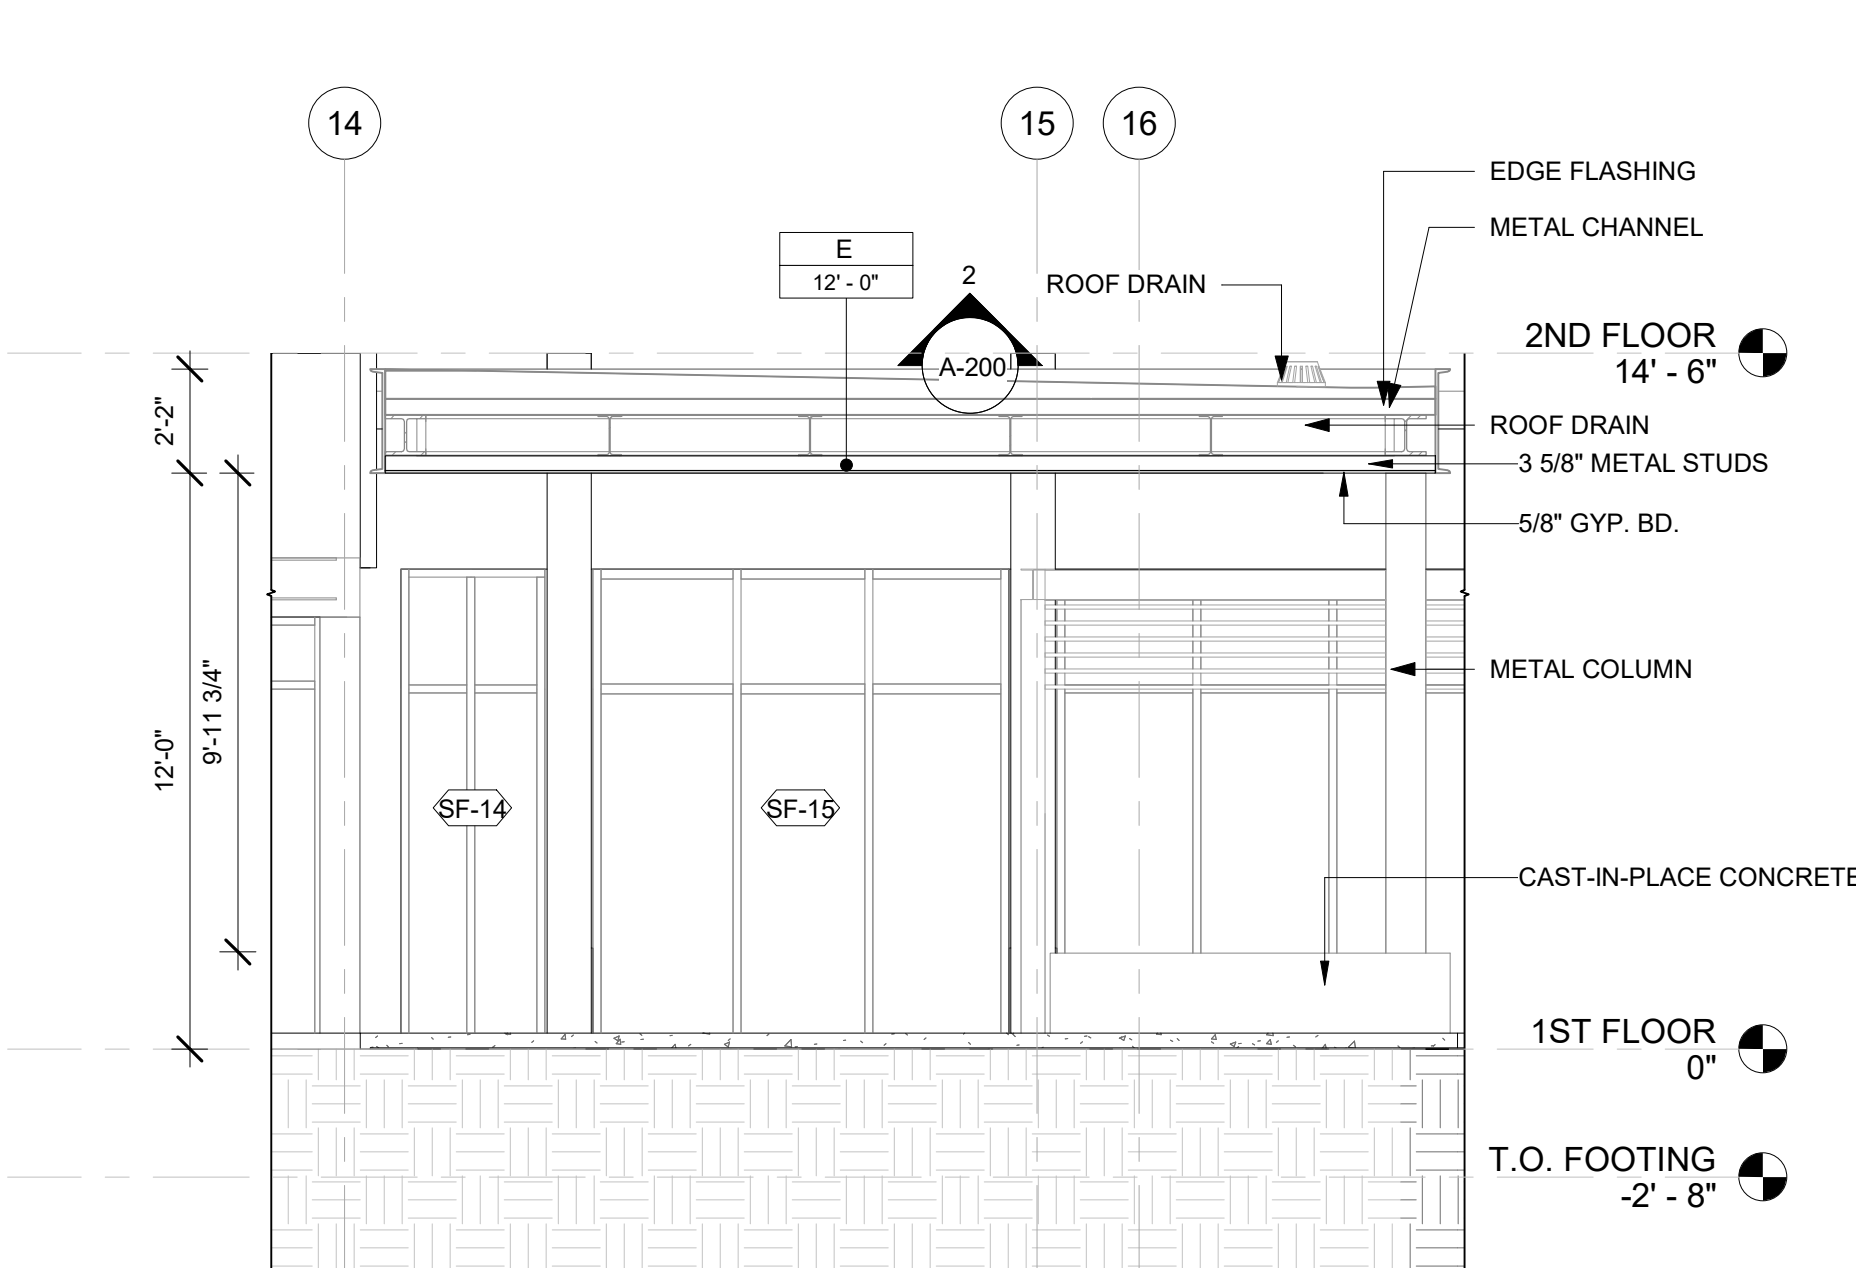 14
15
16
EDGE FLASHING
METAL CHANNEL
E
12' - 0"
2
ROOF DRAIN
A-200
2ND FLOOR
14' - 6"
2'-2"
ROOF DRAIN
3 5/8" METAL STUDS
5/8" GYP. BD.
METAL COLUMN
9'-11 3/4"
12'-0"
SF-14
SF-15
CAST-IN-PLACE CONCRETE
1ST FLOOR
0"
T.O. FOOTING
-2' - 8"